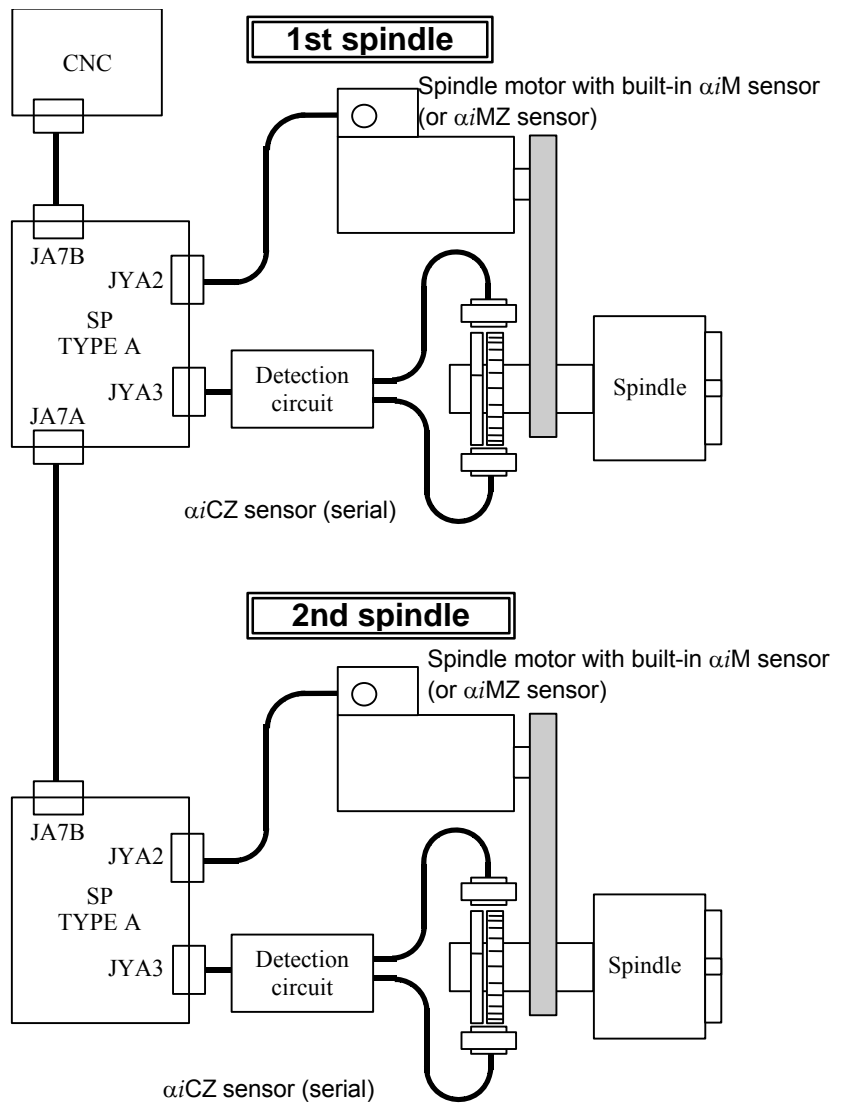 1st spindle
CNC
Spindle motor with built-in αiM sensor
(or αiMZ sensor)
JA7B
JYA2
SP
TYPE A
JYA3
Detection
circuit
Spindle
JA7A
αiCZ sensor (serial)
2nd spindle
Spindle motor with built-in αiM sensor
(or αiMZ sensor)
JA7B
JYA2
SP
TYPE A
JYA3
Detection
circuit
Spindle
αiCZ sensor (serial)